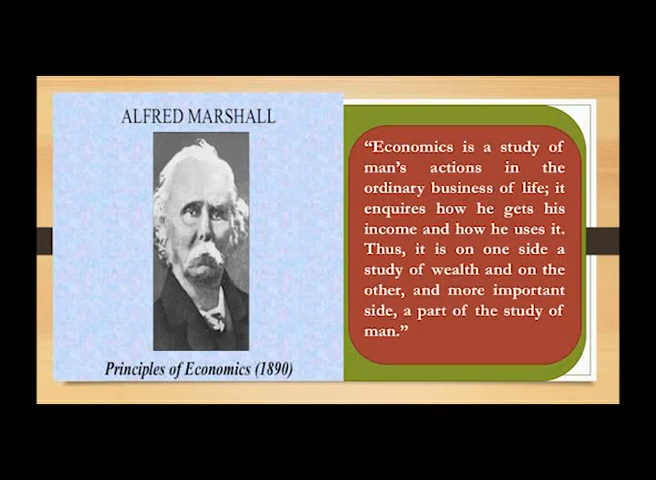 ALFRED MARSHALL
Principles of Economics (1890)
“Economics is a study of
man’s actions in the
ordinary business of life; it
enquires how he gets his
income and how he uses it.
Thus, it is on one side a
study of wealth and on the
other, and more important
side, a part of the study of
man.”